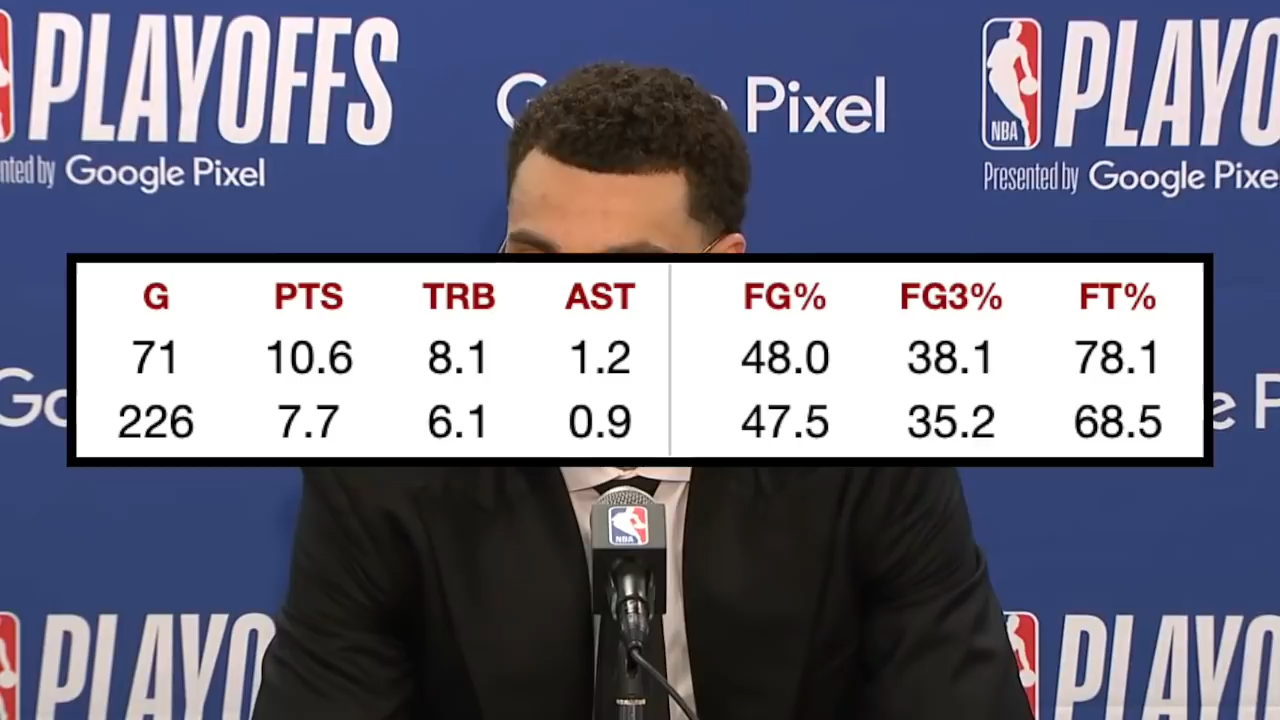 PLAYOFFS
nted by Google Pixel
Pixel
NBA
PLAYO
Presented by Google Pixe
G PTS TRB AST FG% FG3% FT%
71 10.6 8.1 1.2 48.0 38.1 78.1
226 7.7 6.1 0.9 47.5 35.2 68.5
Go
e P
NBA
PLAYO
PLAYO